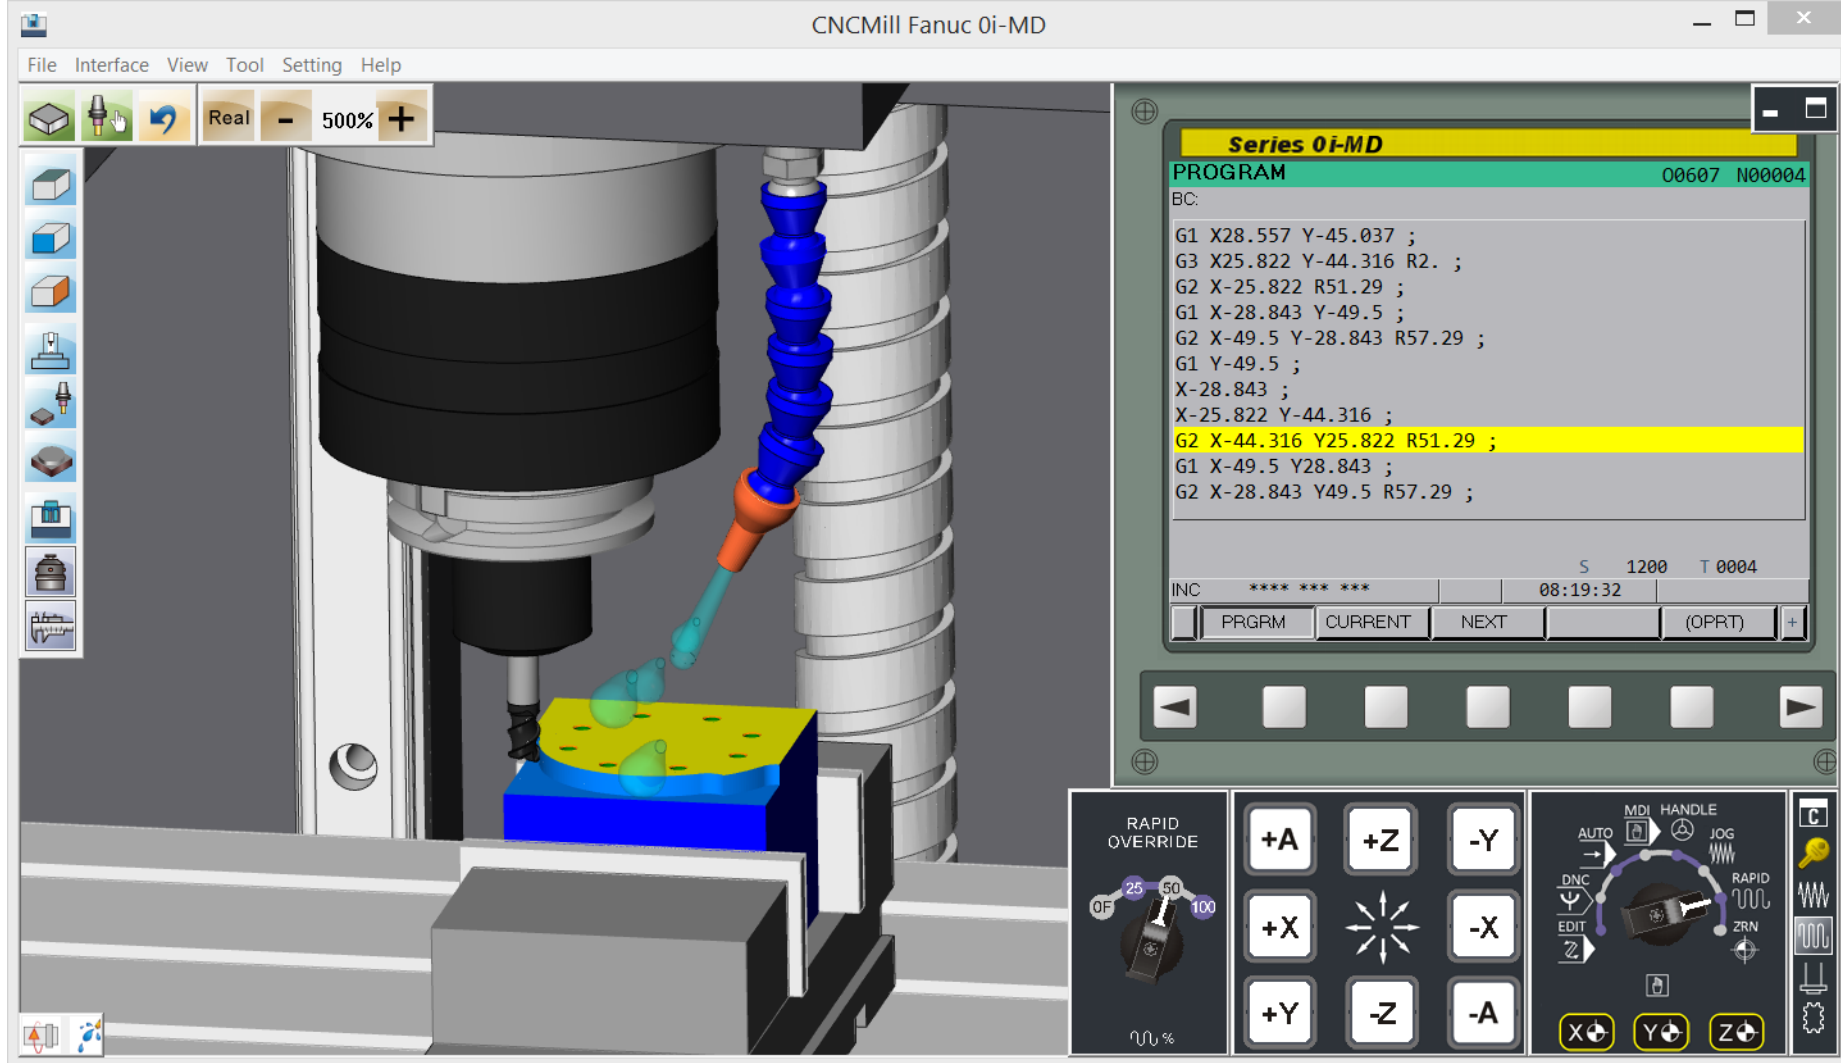 CNCMill Fanuc 0i-MD
File Interface View Tool Setting Help
Real - 500% +
Series 0i-MD
PROGRAM O0607 N00004
BC:
G1 X28.557 Y-45.037 ;
G3 X25.822 Y-44.316 R2. ;
G2 X-25.822 R51.29 ;
G1 X-28.843 Y-49.5 ;
G2 X-49.5 Y-28.843 R57.29 ;
G1 Y-49.5 ;
X-28.843 ;
X-25.822 Y-44.316 ;
G2 X-44.316 Y25.822 R51.29 ;
G1 X-49.5 Y28.843 ;
G2 X-28.843 Y49.5 R57.29 ;
S 1200 T 0004
INC **** *** *** 08:19:32
PRGRM CURRENT NEXT (OPRT) +
RAPID
OVERRIDE
0F 25 50 100
%
+A +Z -Y
+X -X
+Y -Z -A
MDI HANDLE
AUTO JOG
DNC RAPID
EDIT ZRN
X Y Z
C